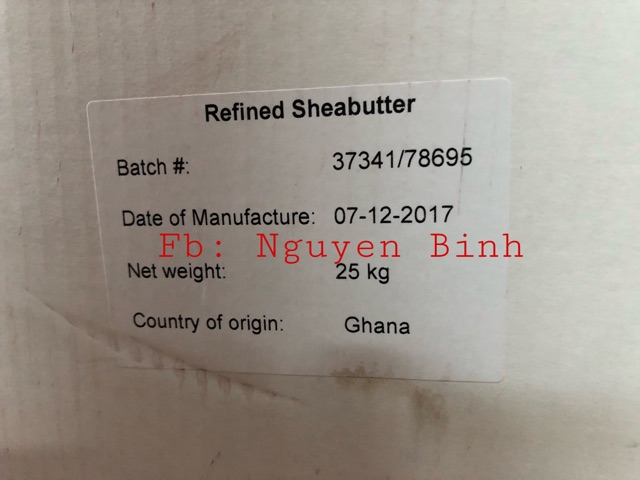 Refined Sheabutter
Batch #: 37341/78695
Date of Manufacture: 07-12-2017
Fb: Nguyen Binh
Net weight: 25 kg
Country of origin: Ghana